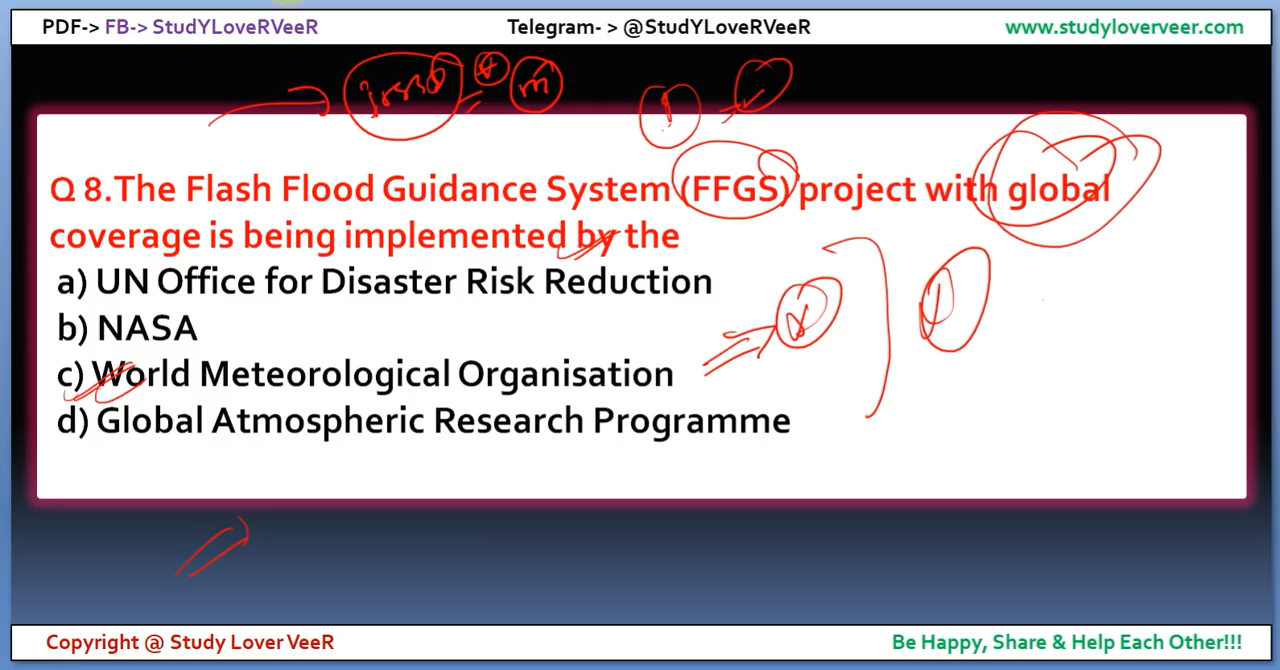 PDF-> FB-> StudYLoveRVeeR Telegram- > @StudYLoveRVeeR www.studyloverveer.com
Q 8.The Flash Flood Guidance System (FFGS) project with global
coverage is being implemented by the
a) UN Office for Disaster Risk Reduction
b) NASA
c) World Meteorological Organisation
d) Global Atmospheric Research Programme
Copyright @ Study Lover VeeR Be Happy, Share & Help Each Other!!!